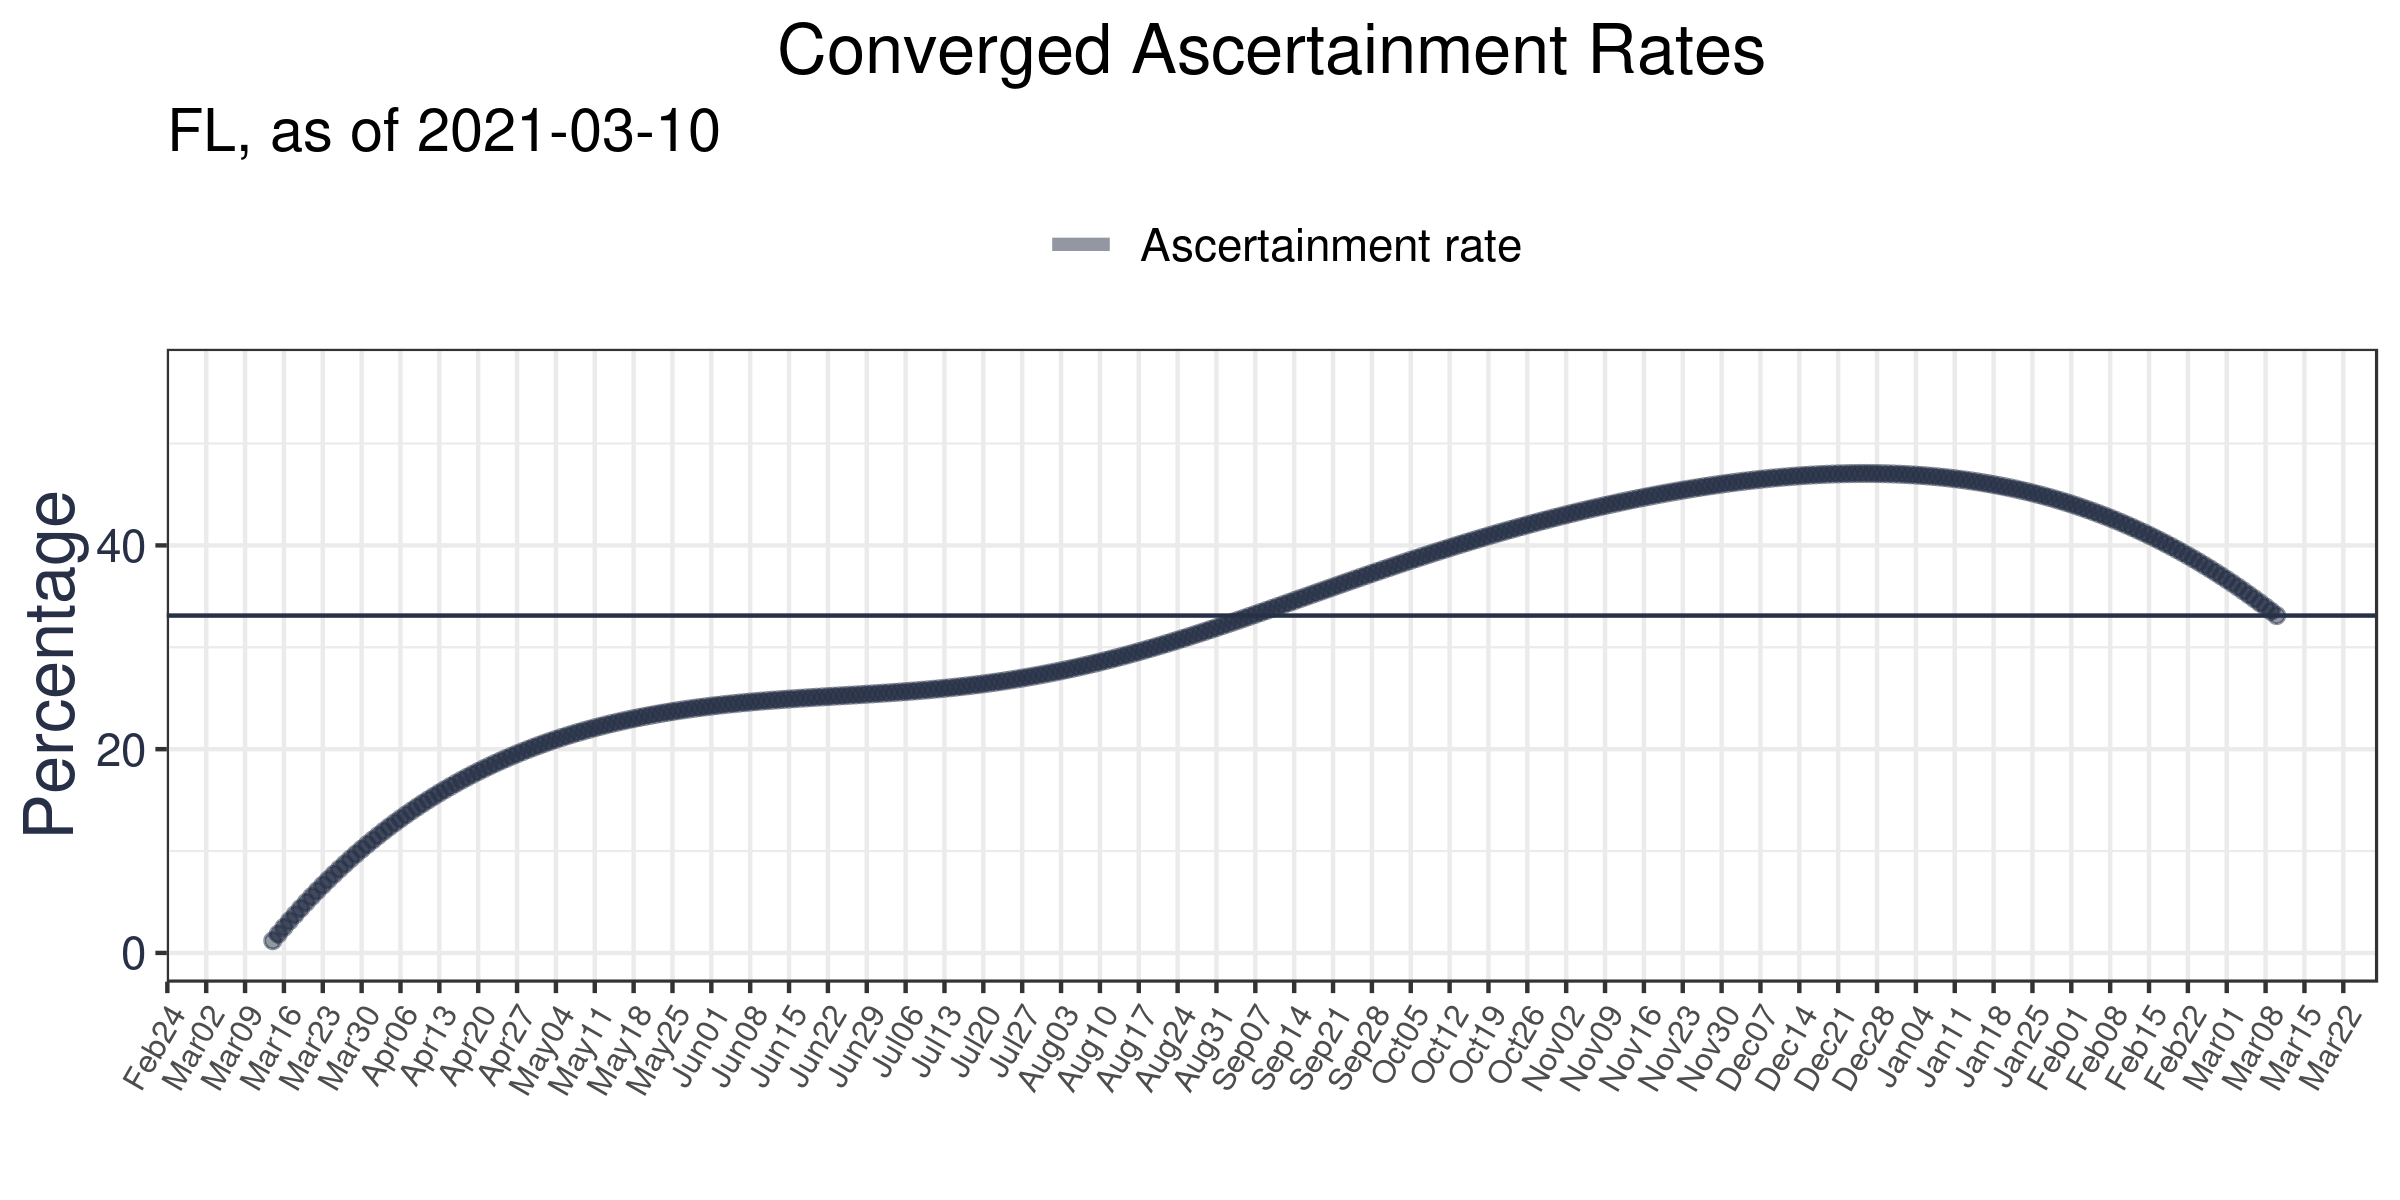 Converged Ascertainment Rates
FL, as of 2021-03-10
Ascertainment rate
Percentage
40
20
0
Feb24
Mar02
Mar09
Mar16
Mar23
Mar30
Apr06
Apr13
Apr20
Apr27
May04
May11
May18
May25
Jun01
Jun08
Jun15
Jun22
Jun29
Jul06
Jul13
Jul20
Jul27
Aug03
Aug10
Aug17
Aug24
Aug31
Sep07
Sep14
Sep21
Sep28
Oct05
Oct12
Oct19
Oct26
Nov02
Nov09
Nov16
Nov23
Nov30
Dec07
Dec14
Dec21
Dec28
Jan04
Jan11
Jan18
Jan25
Feb01
Feb08
Feb15
Feb22
Mar01
Mar08
Mar15
Mar22